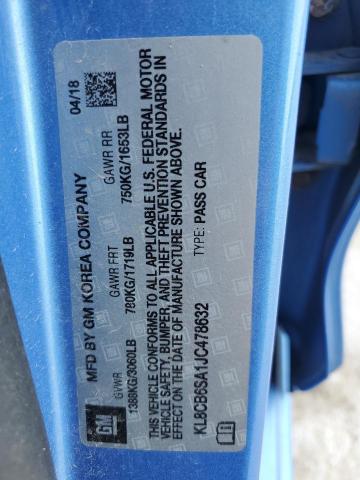 MFD BY GM KOREA COMPANY 04/18
GVWR GAWR FRT GAWR RR
1388KG/3060LB 780KG/1719LB 750KG/1653LB
THIS VEHICLE CONFORMS TO ALL APPLICABLE U.S. FEDERAL MOTOR
VEHICLE SAFETY, BUMPER, AND THEFT PREVENTION STANDARDS IN
EFFECT ON THE DATE OF MANUFACTURE SHOWN ABOVE.
KL8CB6SA1JC478632 TYPE: PASS CAR
GM